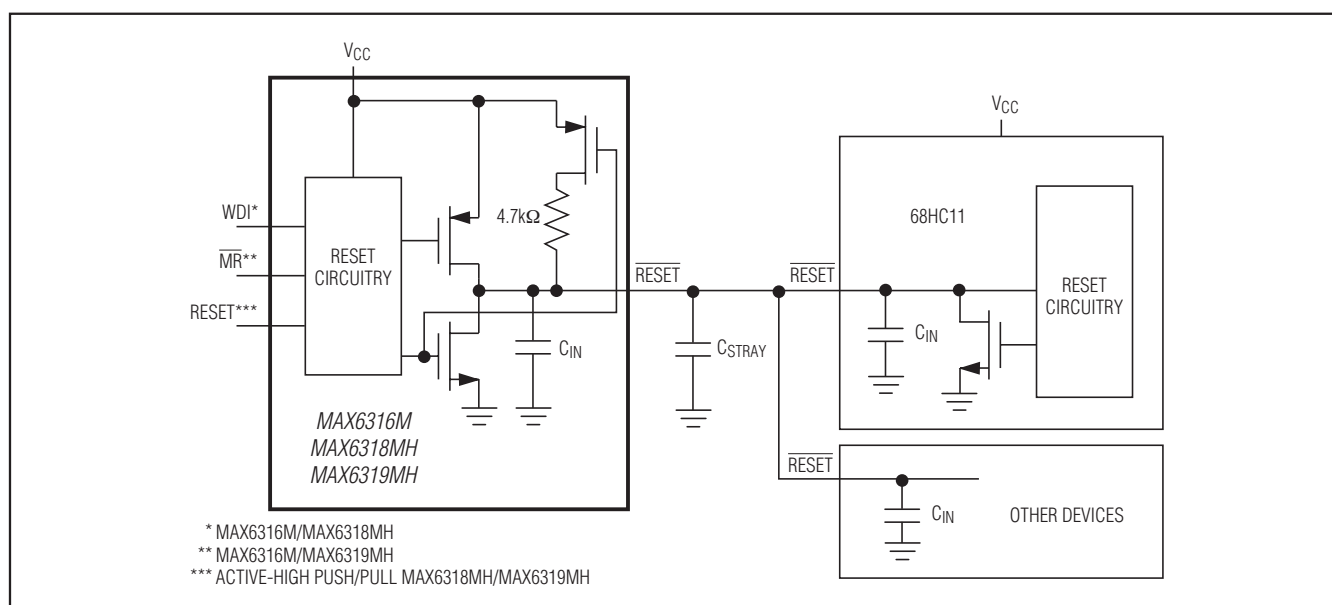 VCC
VCC
4.7kΩ
68HC11
WDI*
MR**
RESET***
RESET
CIRCUITRY
RESET
RESET
RESET
CIRCUITRY
CIN
CSTRAY
CIN
MAX6316M
MAX6318MH
MAX6319MH
RESET
CIN
OTHER DEVICES
* MAX6316M/MAX6318MH
** MAX6316M/MAX6319MH
*** ACTIVE-HIGH PUSH/PULL MAX6318MH/MAX6319MH